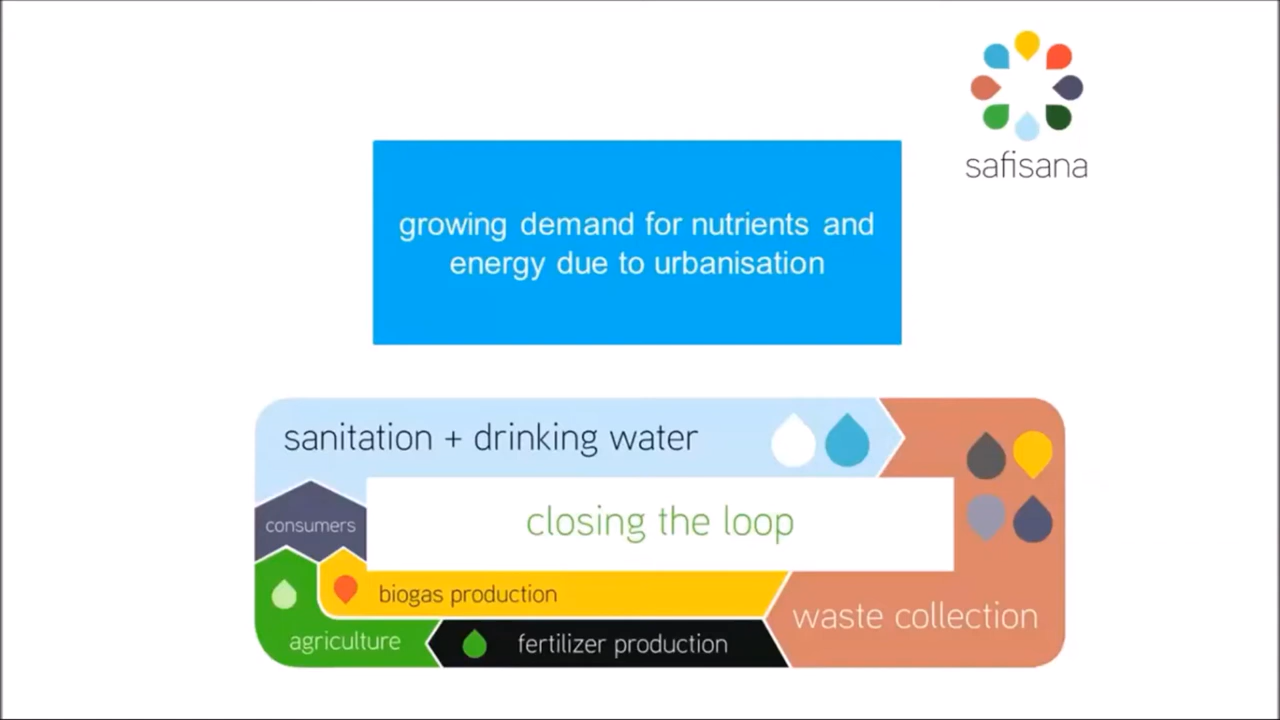 safisana
growing demand for nutrients and
energy due to urbanisation
sanitation + drinking water
consumers
closing the loop
biogas production
waste collection
agriculture
fertilizer production